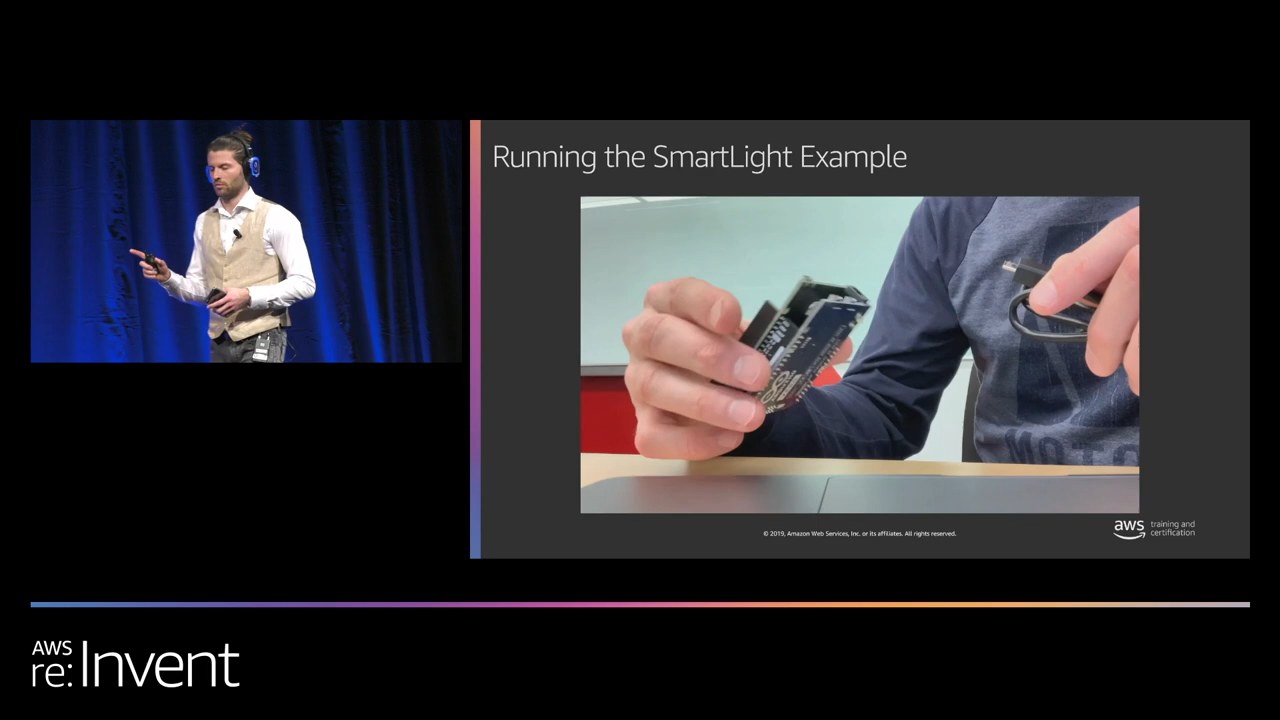 Running the SmartLight Example
MOTO
© 2019, Amazon Web Services, Inc. or its affiliates. All rights reserved.
aws training and
certification
AWS
re:Invent